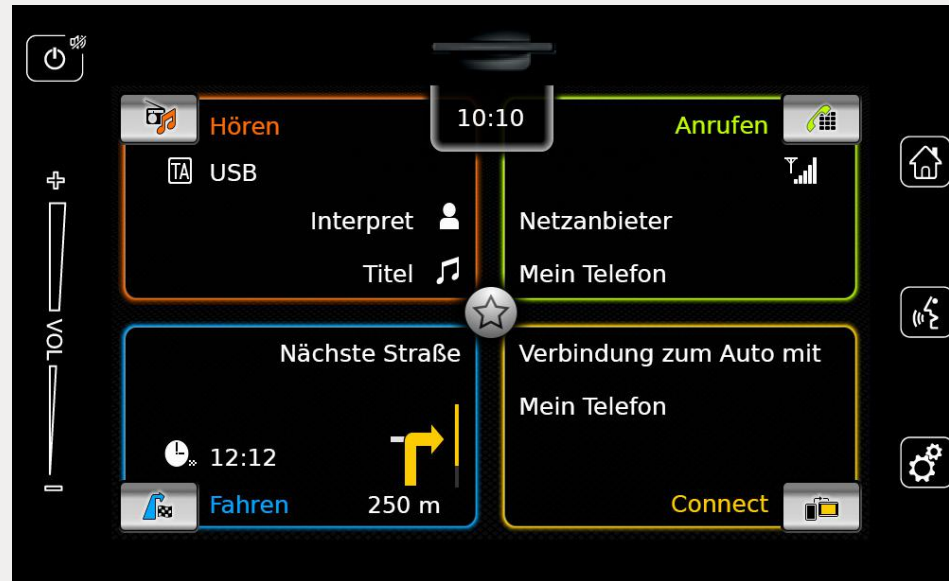 10:10
Hören
TA USB
Interpret
Titel
Anrufen
Netzanbieter
Mein Telefon
VOL
Nächste Straße
12:12
Fahren
250 m
Verbindung zum Auto mit
Mein Telefon
Connect